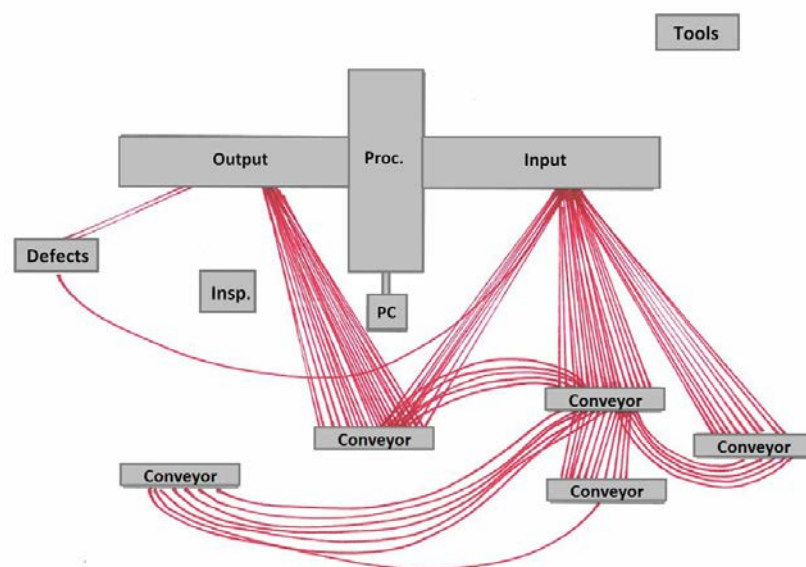 Tools
Output
Proc.
Input
Defects
Insp.
PC
Conveyor
Conveyor
Conveyor
Conveyor
Conveyor